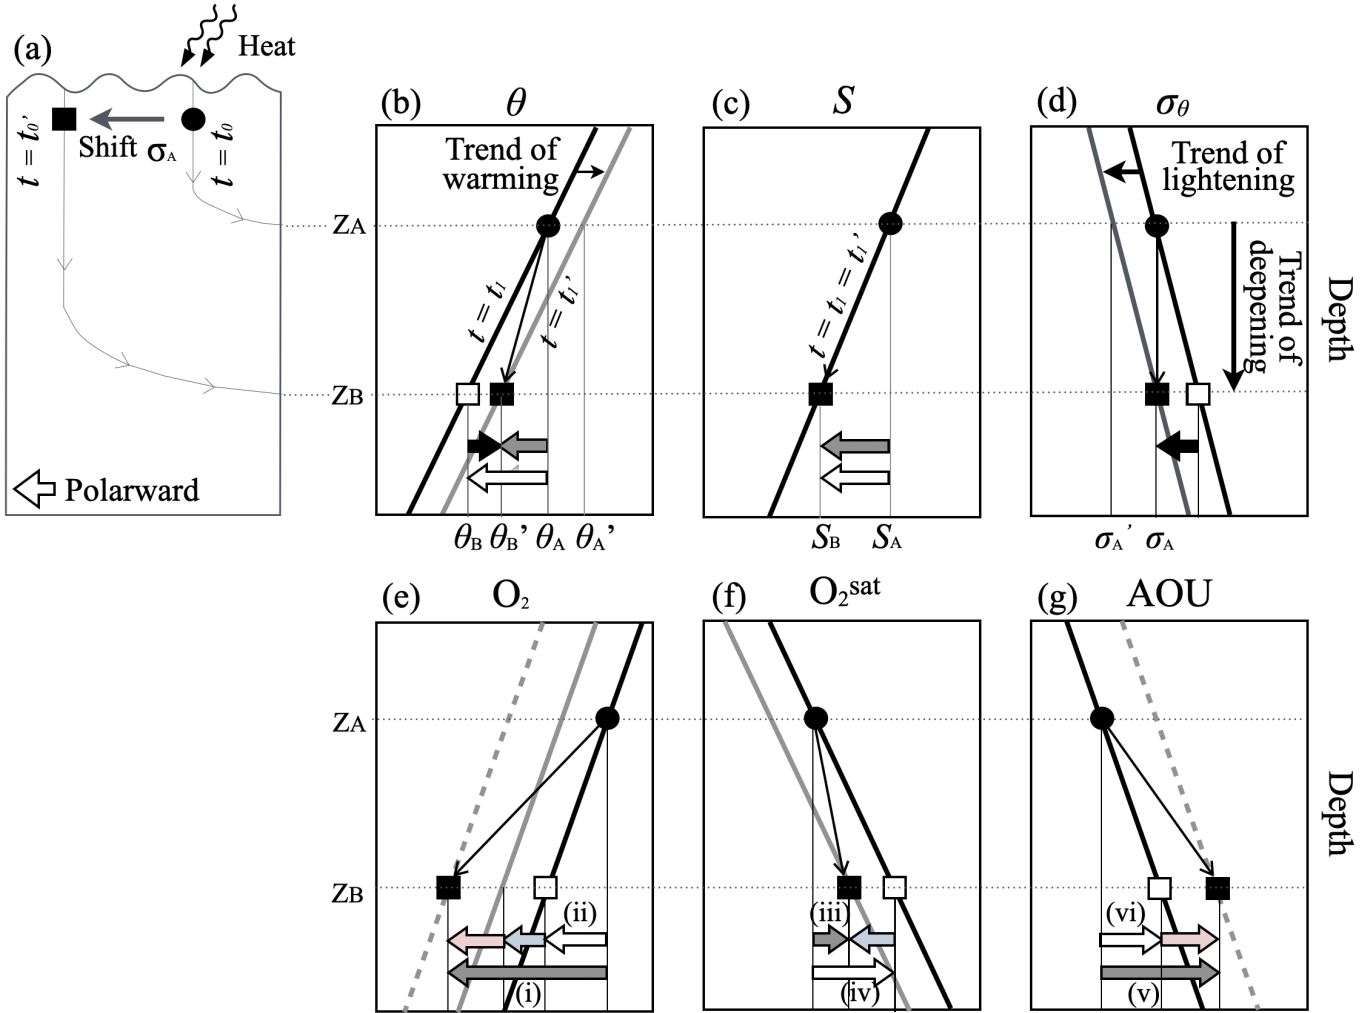 (a)
Heat
t = t₀’
Shift σA
t = t₀
Polarward
(b) θ
Trend of
warming
t = t₁
t = t₁’
θB θB’ θA θA’
(c) S
t = t₁ = t₁’
SB SA
(d) σθ
Trend of
lightening
Trend of
deepening
σA’ σA
ZA
ZB
Depth
(e) O₂
(ii)
(i)
(f) O₂ˢᵃᵗ
(iii)
(iv)
(g) AOU
(vi)
(v)
ZA
ZB
Depth